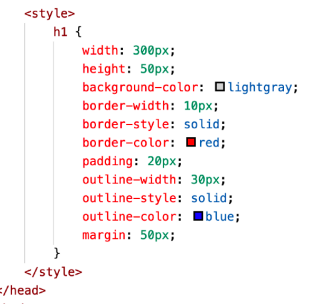 <style>
h1 {
width: 300px;
height: 50px;
background-color: lightgray;
border-width: 10px;
border-style: solid;
border-color: red;
padding: 20px;
outline-width: 30px;
outline-style: solid;
outline-color: blue;
margin: 50px;
}
</style>
</head>